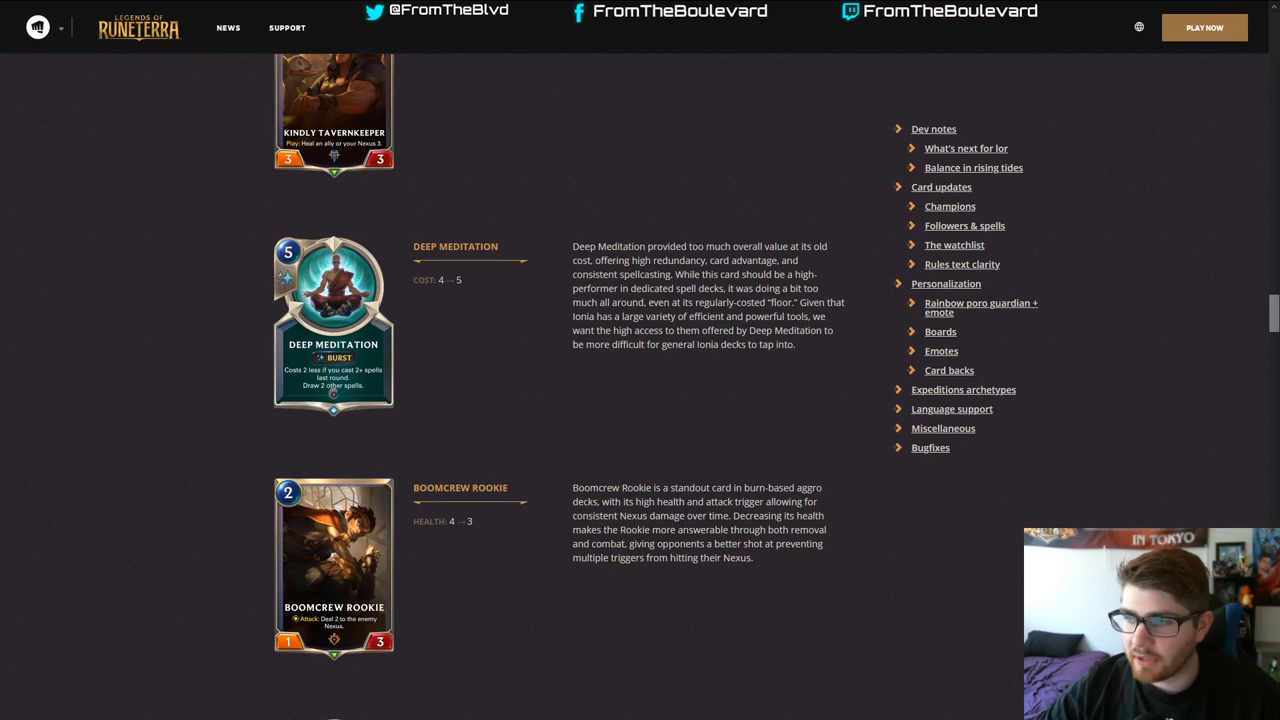 @FromTheBlvd
FromTheBoulevard
FromTheBoulevard
LEGENDS OF
RUNETERRA
NEWS
SUPPORT
PLAY NOW
KINDLY TAVERNKEEPER
Play: Heal an ally or your Nexus 3.
3
3
5
DEEP MEDITATION
BURST
Costs 2 less if you cast 2+ spells
last round.
Draw 2 other spells.
DEEP MEDITATION
COST: 4 → 5
Deep Meditation provided too much overall value at its old
cost, offering high redundancy, card advantage, and
consistent spellcasting. While this card should be a high-
performer in dedicated spell decks, it was doing a bit too
much all around, even at its regularly-costed “floor.” Given that
Ionia has a large variety of efficient and powerful tools, we
want the high access to them offered by Deep Meditation to
be more difficult for general Ionia decks to tap into.
2
BOOMCREW ROOKIE
Attack: Deal 2 to the enemy
Nexus.
1
3
BOOMCREW ROOKIE
HEALTH: 4 → 3
Boomcrew Rookie is a standout card in burn-based aggro
decks, with its high health and attack trigger allowing for
consistent Nexus damage over time. Decreasing its health
makes the Rookie more answerable through both removal
and combat, giving opponents a better shot at preventing
multiple triggers from hitting their Nexus.
Dev notes
What's next for lor
Balance in rising tides
Card updates
Champions
Followers & spells
The watchlist
Rules text clarity
Personalization
Rainbow poro guardian +
emote
Boards
Emotes
Card backs
Expeditions archetypes
Language support
Miscellaneous
Bugfixes
IN TOKYO